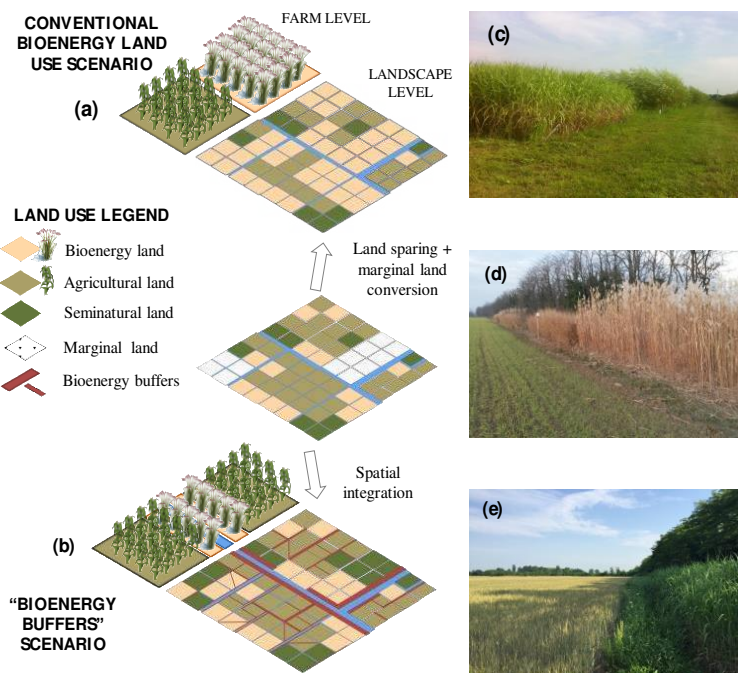 CONVENTIONAL
BIOENERGY LAND
USE SCENARIO
(a)
FARM LEVEL
LANDSCAPE
LEVEL
(c)
LAND USE LEGEND
Bioenergy land
Agricultural land
Seminatural land
Marginal land
Bioenergy buffers
Land sparing +
marginal land
conversion
(d)
Spatial
integration
(b)
“BIOENERGY
BUFFERS”
SCENARIO
(e)